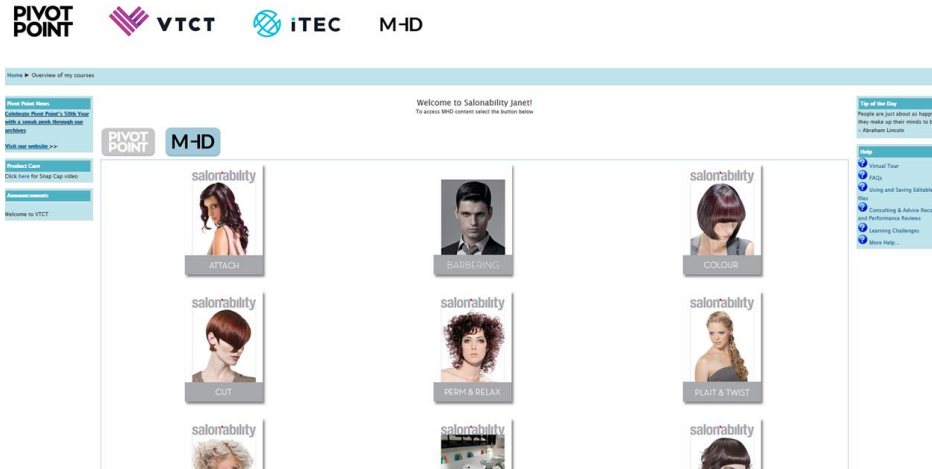 PIVOT
POINT
VTCT
iTEC
MHD
Home ► Overview of my courses
Pivot Point News
Celebrate Pivot Point's 50th Year
with a sneak peek through our
archives
Visit our website >>
Product Care
Click here for Snap Cap video
Announcements
Welcome to VTCT
Welcome to Salonability Janet!
To access MHD content select the button below
PIVOT
POINT
MHD
salonability
ATTACH
BARBERING
salonability
COLOUR
salonability
CUT
salonability
PERM & RELAX
salonability
PLAIT & TWIST
salonability
salonability
salonability
Tip of the Day
People are just about as
they make up their minds to
– Abraham Lincoln
Help
Virtual Tour
FAQs
Using and Saving
files
Consulting & Advice
and Performance Reviews
Learning Challenges
More Help...